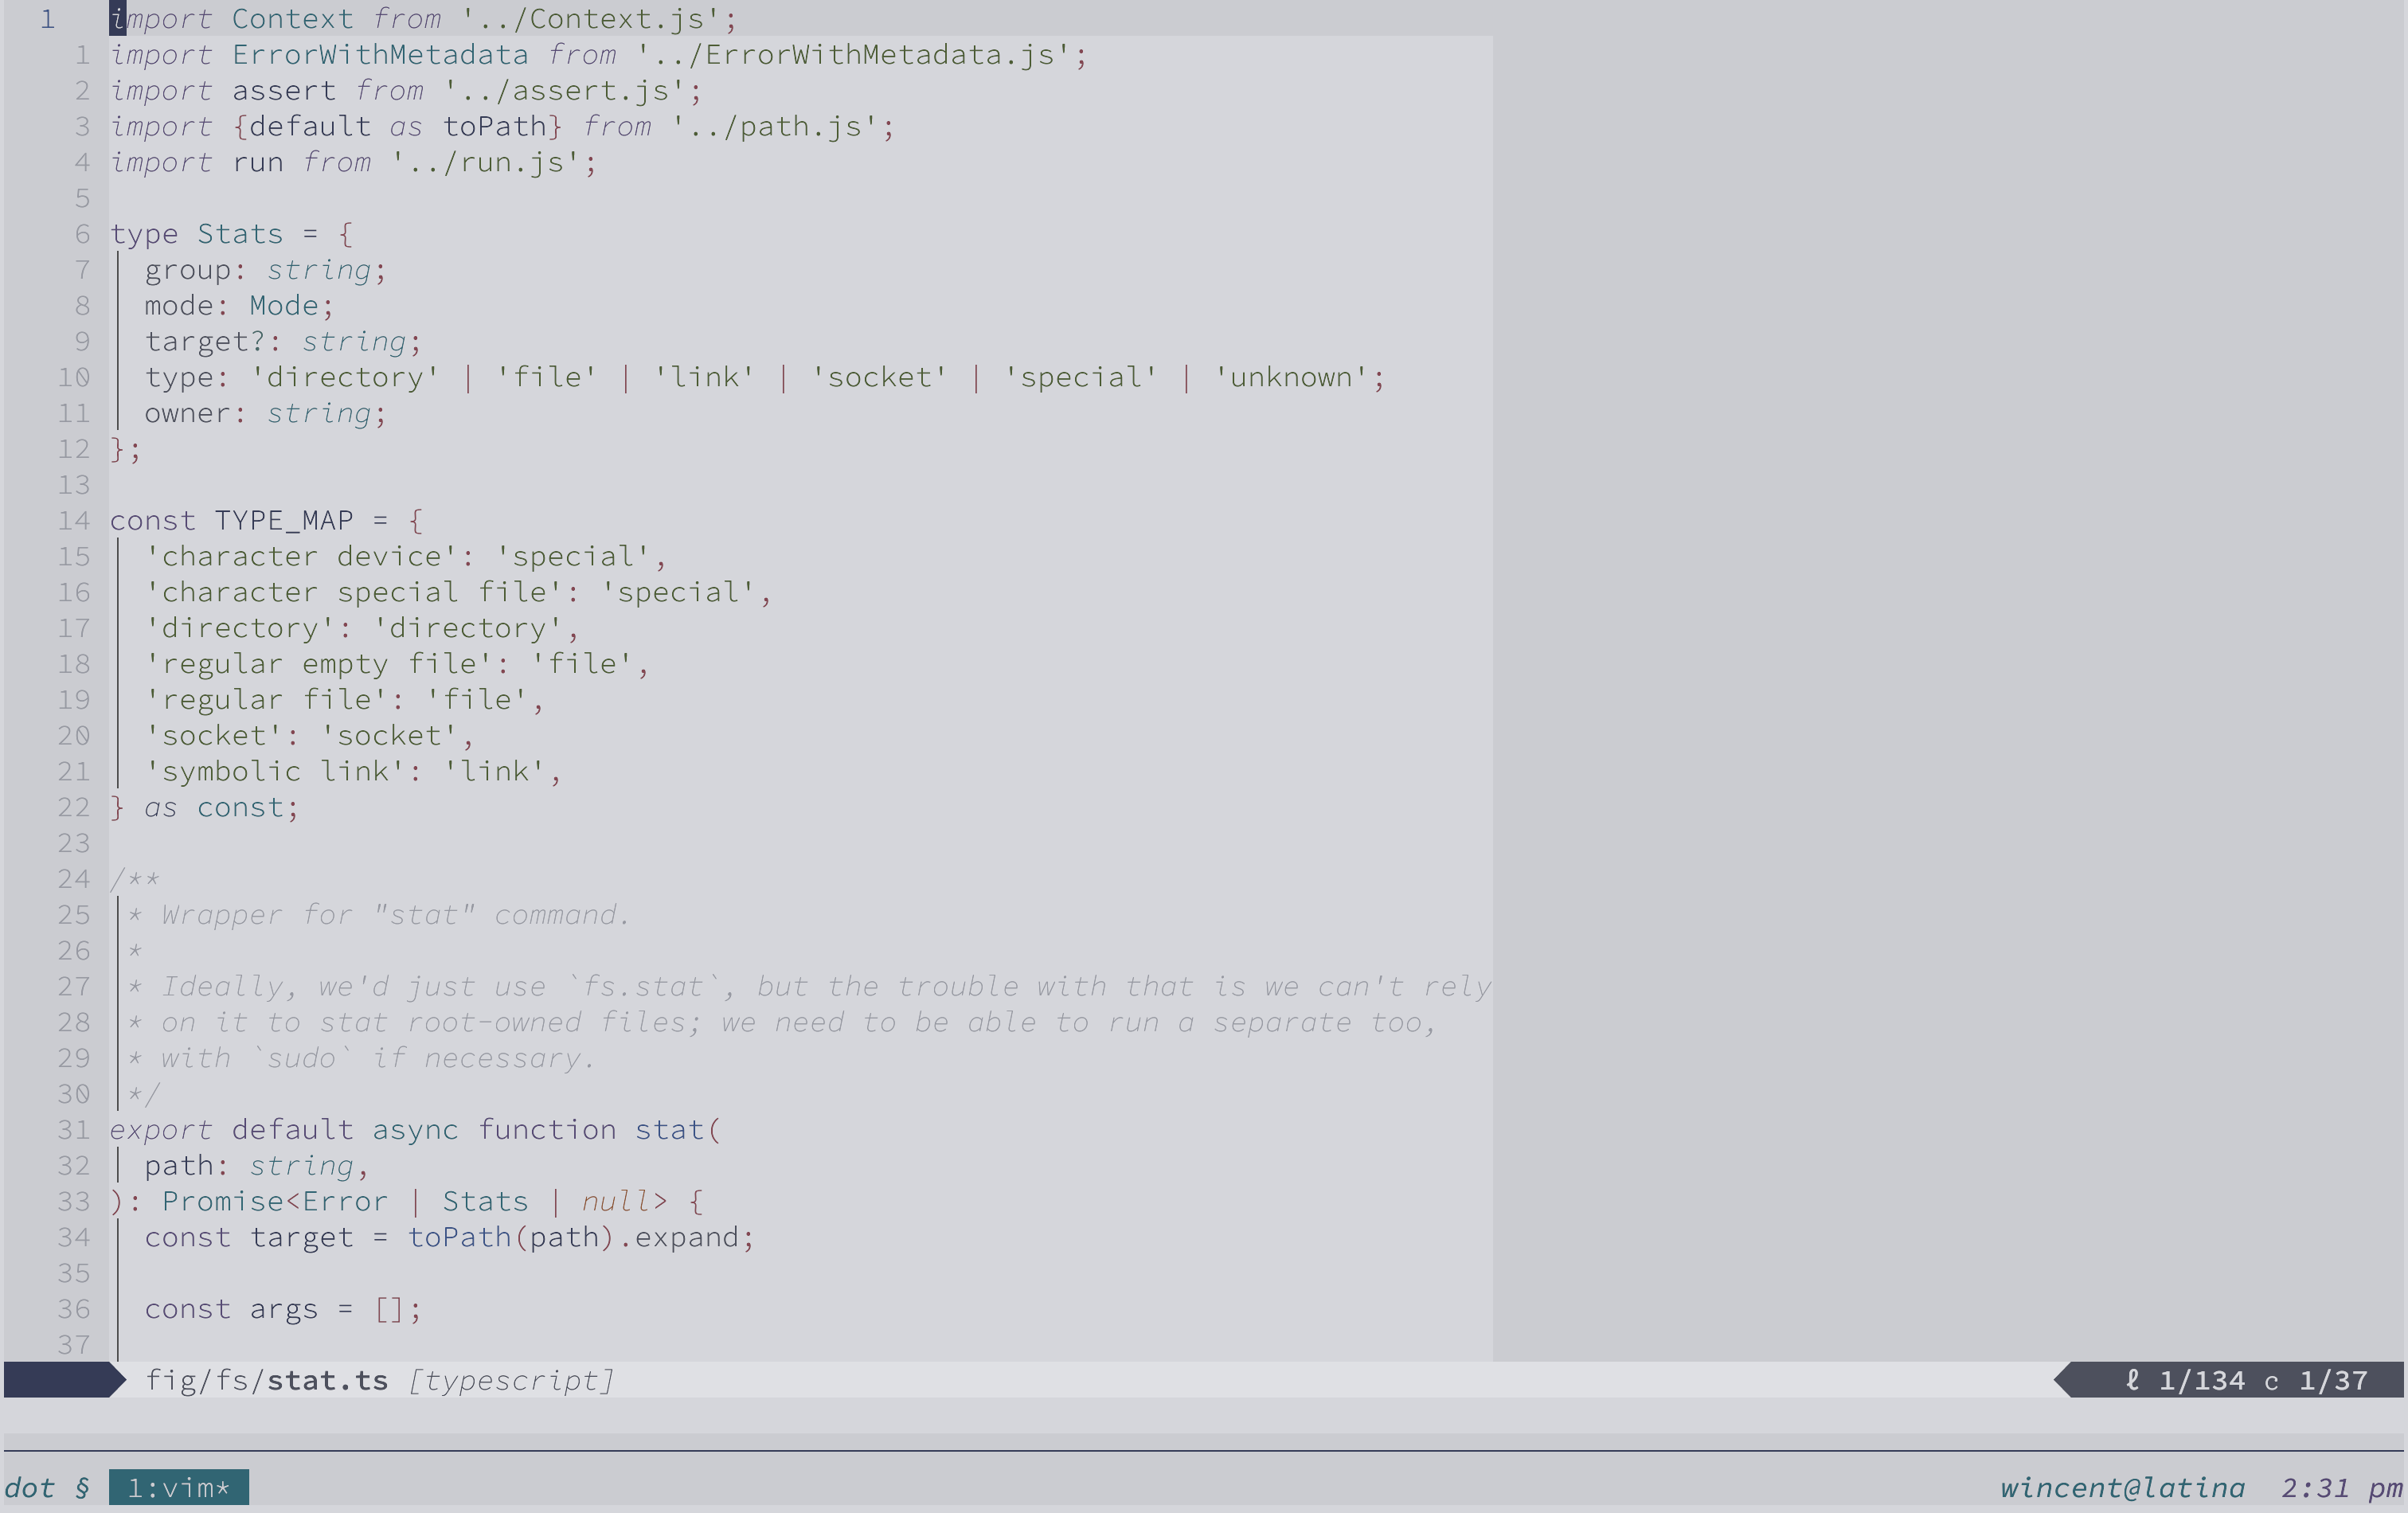 1 import Context from '../Context.js';
1 import ErrorWithMetadata from '../ErrorWithMetadata.js';
2 import assert from '../assert.js';
3 import {default as toPath} from '../path.js';
4 import run from '../run.js';
5
6 type Stats = {
7   group: string;
8   mode: Mode;
9   target?: string;
10   type: 'directory' | 'file' | 'link' | 'socket' | 'special' | 'unknown';
11   owner: string;
12 };
13
14 const TYPE_MAP = {
15   'character device': 'special',
16   'character special file': 'special',
17   'directory': 'directory',
18   'regular empty file': 'file',
19   'regular file': 'file',
20   'socket': 'socket',
21   'symbolic link': 'link',
22 } as const;
23
24 /**
25  * Wrapper for "stat" command.
26  *
27  * Ideally, we'd just use `fs.stat`, but the trouble with that is we can't rely
28  * on it to stat root-owned files; we need to be able to run a separate too,
29  * with `sudo` if necessary.
30  */
31 export default async function stat(
32   path: string,
33 ): Promise<Error | Stats | null> {
34   const target = toPath(path).expand;
35
36   const args = [];
37
fig/fs/stat.ts [typescript] ℓ 1/134 c 1/37
dot § 1:vim* wincent@latina 2:31 pm